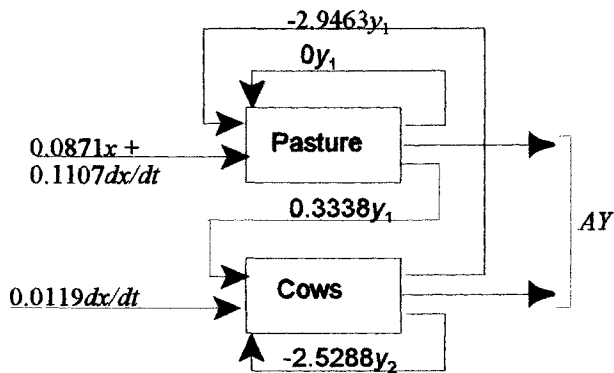 -2.9463y₁
0y₁
Pasture
0.0871x +
0.1107dx/dt
0.3338y₁
AY
Cows
0.0119dx/dt
-2.5288y₂